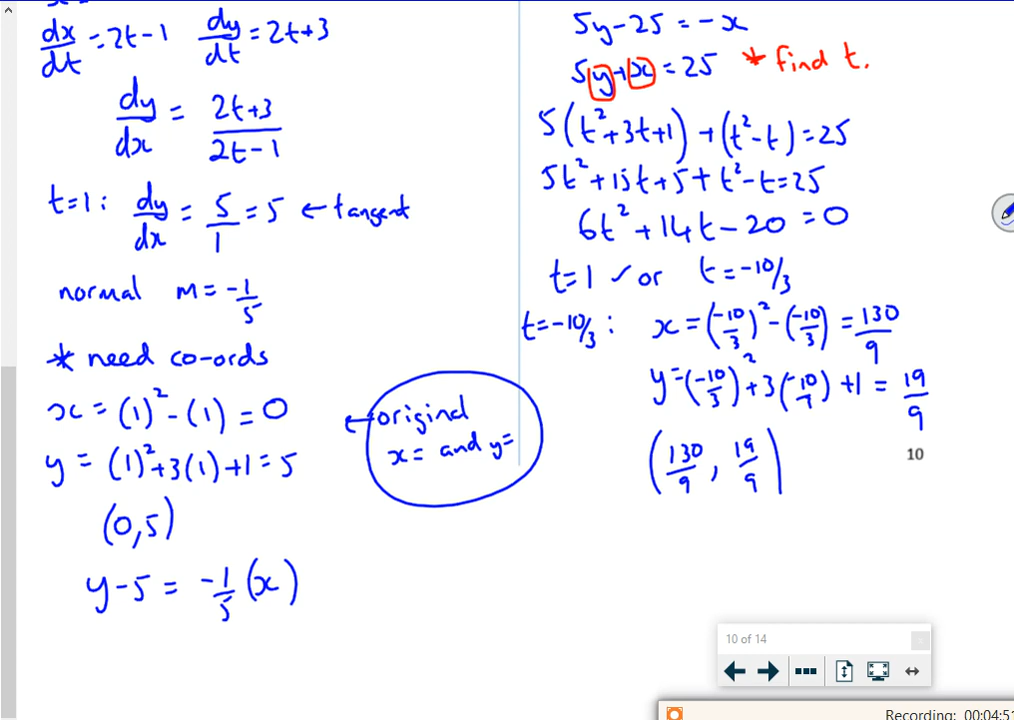 dx/dt = 2t-1 dy/dt = 2t+3
dy/dx = 2t+3/2t-1
t=1: dy/dx = 5/1 = 5 ← tangent
normal m = -1/5
* need co-ords
x = (1)² - (1) = 0
y = (1)² + 3(1) + 1 = 5
(0,5)
y-5 = -1/5 (x)
← original
x= and y=
5y-25 = -x
5y+x = 25 * find t.
5(t²+3t+1) + (t²-t) = 25
5t²+15t+5+t²-t=25
6t²+14t-20=0
t=1 ✓ or t=-10/3
t=-10/3: x = (-10/3)² - (-10/3) = 130/9
y=(-10/3)²+3(-10/9)+1 = 19/9
(130/9, 19/9)
10
10 of 14
Recording: 00:04:51